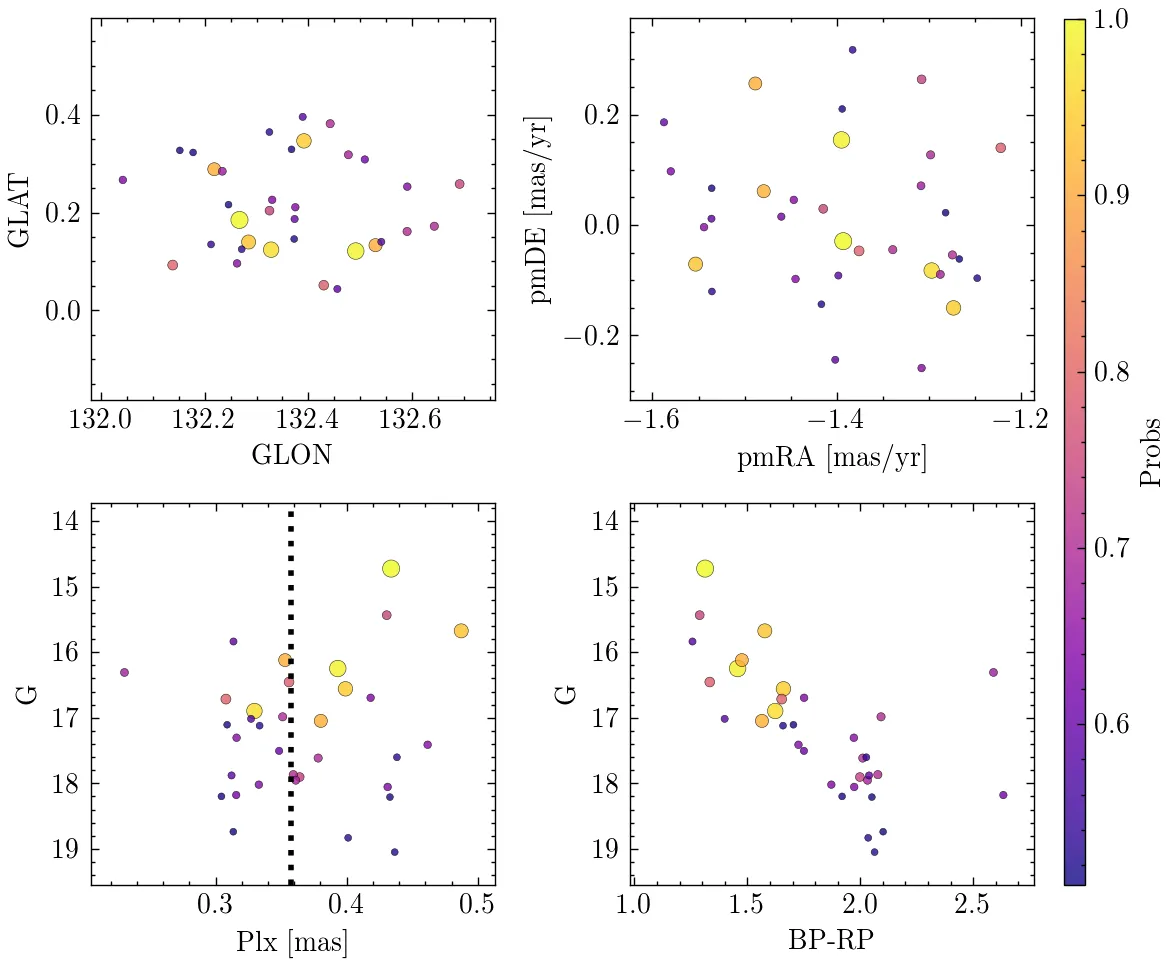 0.4
0.2
0.0
GLAT
132.0 132.2 132.4 132.6
GLON
0.2
0.0
−0.2
pmDE [mas/yr]
−1.6 −1.4 −1.2
pmRA [mas/yr]
14
15
16
17
18
19
G
0.3 0.4 0.5
Plx [mas]
14
15
16
17
18
19
G
1.0 1.5 2.0 2.5
BP-RP
1.0
0.9
0.8
0.7
0.6
Probs